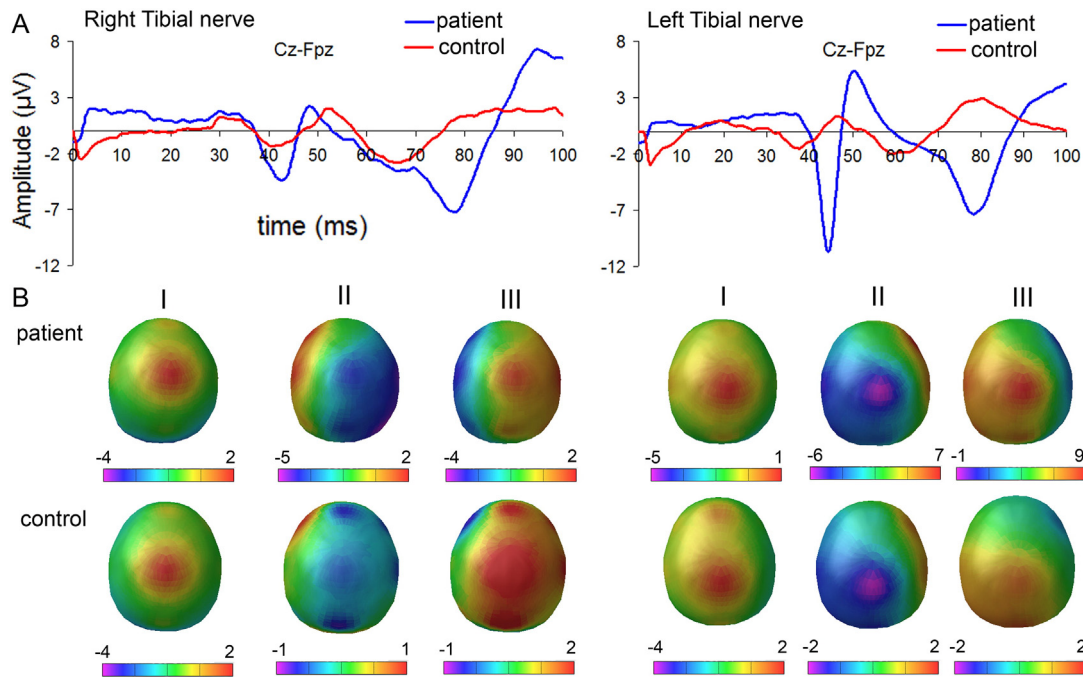 A
Right Tibial nerve
patient
control
Cz-Fpz
Amplitude (µV)
8
3
-2
-7
-12
0 10 20 30 40 50 60 70 80 90 100
time (ms)
Left Tibial nerve
patient
control
Cz-Fpz
8
3
-2
-7
-12
0 10 20 30 40 50 60 70 80 90 100
B
I II III I II III
patient
-4 2 -5 2 -4 2 -5 1 -6 7 -1 9
control
-4 2 -1 1 -1 2 -4 2 -2 2 -2 2